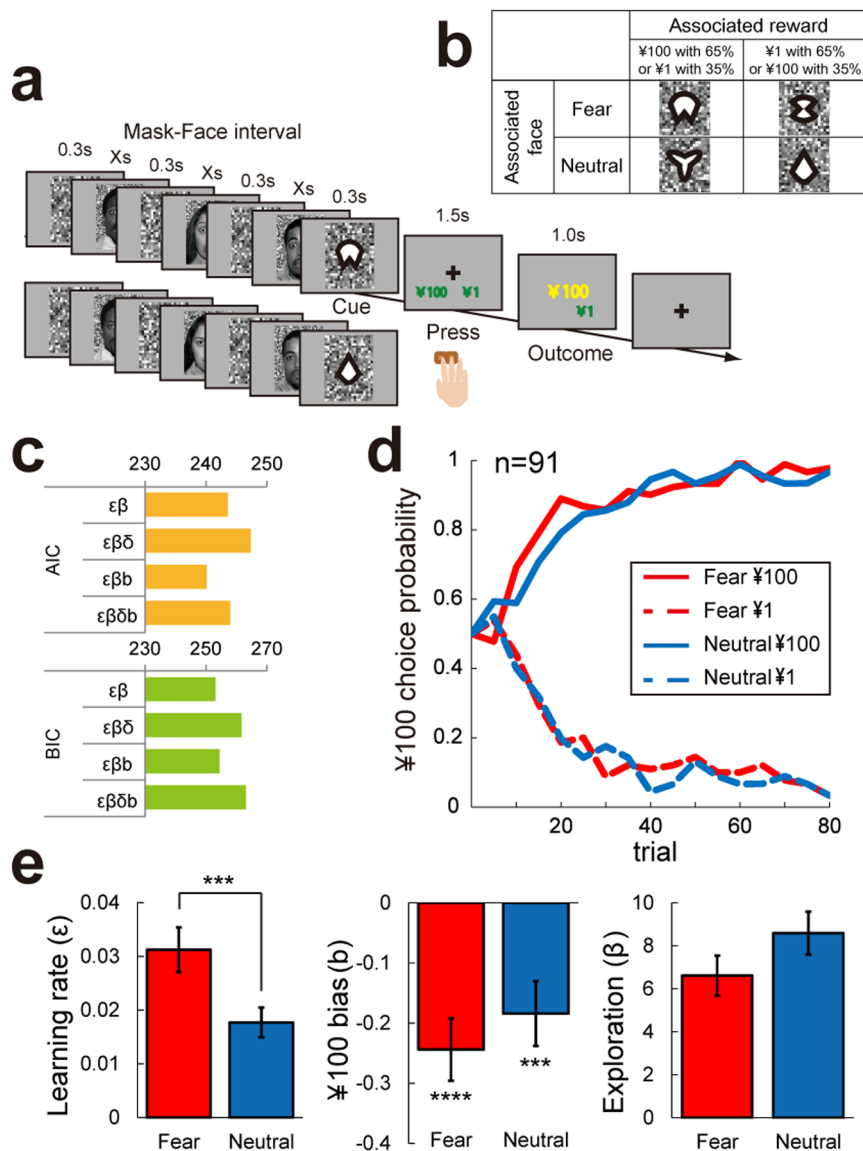 a
Mask-Face interval
0.3s Xs 0.3s Xs 0.3s Xs 0.3s
1.5s
1.0s
¥100 ¥1
¥100
¥1
Cue
Press
Outcome
b
Associated reward
¥100 with 65%
or ¥1 with 35%
¥1 with 65%
or ¥100 with 35%
Associated
face
Fear
Neutral
c
230 240 250
AIC
εβ
εβδ
εβb
εβδb
230 250 270
BIC
εβ
εβδ
εβb
εβδb
d
n=91
¥100 choice probability
1
0.8
0.6
0.4
0.2
0
20 40 60 80
trial
Fear ¥100
Fear ¥1
Neutral ¥100
Neutral ¥1
e
Learning rate (ε)
0.04
0.03
0.02
0.01
0
***
Fear Neutral
¥100 bias(b)
0
-0.1
-0.2
-0.3
-0.4
****
***
Fear Neutral
Exploration (β)
10
8
6
4
2
0
Fear Neutral